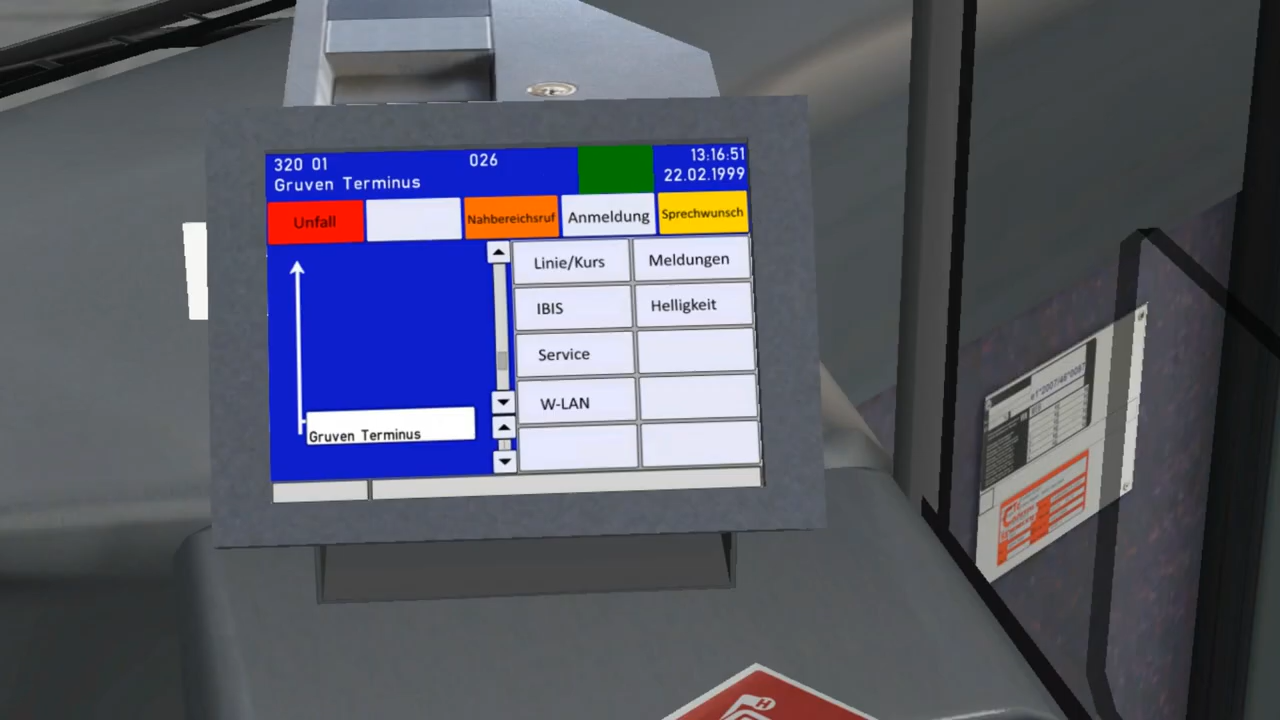 320 01 026 13:16:51
Gruven Terminus 22.02.1999
Unfall Nahbereichsruf Anmeldung Sprechwunsch
Linie/Kurs Meldungen
IBIS Helligkeit
Service
W-LAN
Gruven Terminus
H